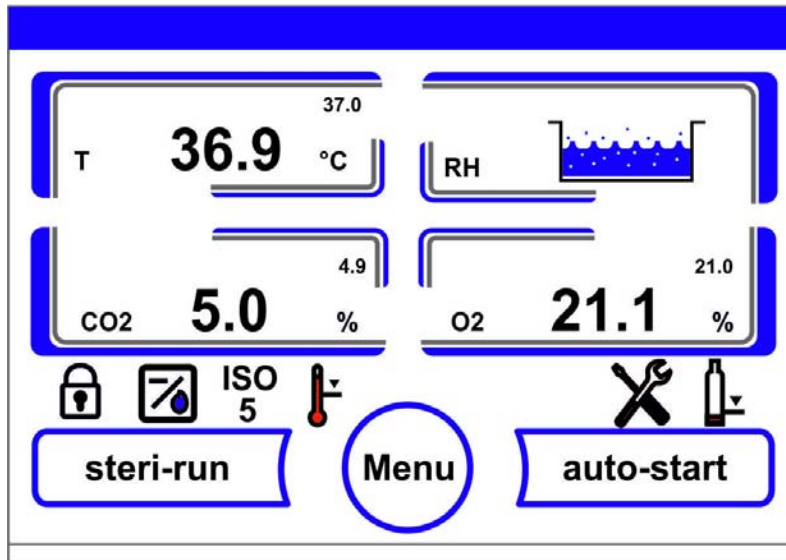 37.0
T 36.9 °C
RH
4.9
CO2 5.0 %
21.0
O2 21.1 %
ISO
5
steri-run
Menu
auto-start